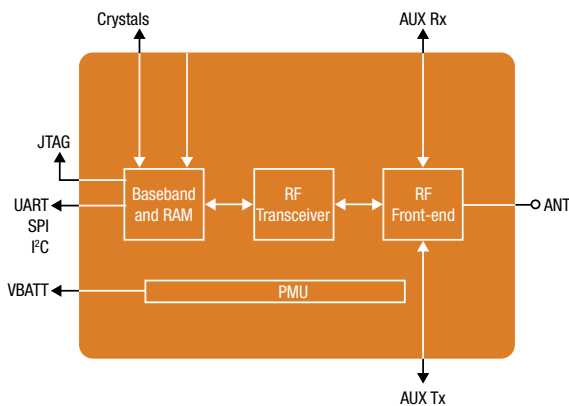 Crystals
AUX Rx
JTAG
Baseband
and RAM
RF
Transceiver
RF
Front-end
ANT
UART
SPI
I²C
VBATT
PMU
AUX Tx